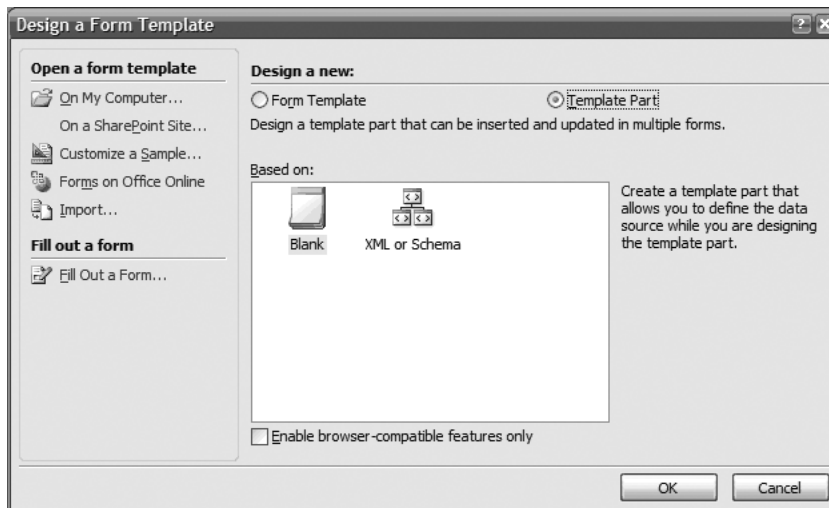 Design a Form Template
Open a form template
On My Computer...
On a SharePoint Site...
Customize a Sample...
Forms on Office Online
Import...
Fill out a form
Fill Out a Form...
Design a new:
Form Template
Template Part
Design a template part that can be inserted and updated in multiple forms.
Based on:
Blank
XML or Schema
Create a template part that
allows you to define the data
source while you are designing
the template part.
Enable browser-compatible features only
OK
Cancel